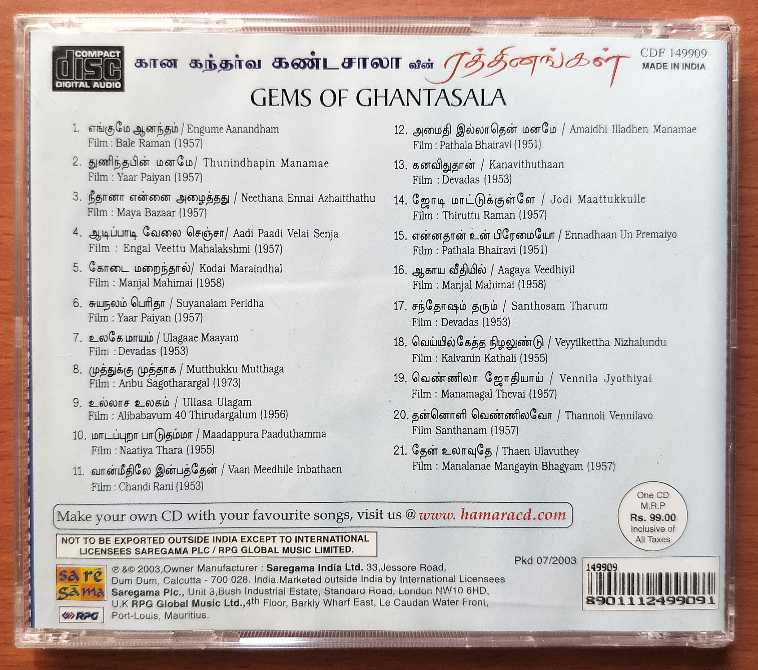 COMPACT
disc
DIGITAL AUDIO
கான கந்தர்வ கண்டசாலா வின் ரத்தினங்கள்
CDF 149909
MADE IN INDIA
GEMS OF GHANTASALA
1. எங்குமே ஆனந்தம் / Engume Aanandham
Film : Bale Raman (1957)
2. துணிந்தபின் மனமே/ Thunindhapin Manamae
Film : Yaar Paiyan (1957)
3. நீதானா என்னை அழைத்தது / Neethana Ennai Azhaitthathu
Film : Maya Bazaar (1957)
4. ஆடிப்பாடி வேலை செஞ்சா/ Aadi Paadi Velai Senja
Film : Engal Veettu Mahalakshmi (1957)
5. கோடை மறைந்தால்/ Kodai Maraindhal
Film : Manjal Mahimai (1958)
6. சுயநலம் பெரிதா / Suyanalam Peridha
Film : Yaar Paiyan (1957)
7. உலகே மாயம்/ Ulagaae Maayam
Film : Devadas (1953)
8. முத்துக்கு முத்தாக / Mutthukku Mutthaga
Film : Anbu Sagotharargal (1973)
9. உல்லாச உலகம் / Ullasa Ulagam
Film : Alibabavum 40 Thirudargalum (1956)
10. மாடப்புறா பாடுதம்மா / Maadappura Paaduthamma
Film : Naatiya Thara (1955)
11. வான்மீதிலே இன்பத்தேன் / Vaan Meedhile Inbathaen
Film : Chandi Rani (1953)
12. அமைதி இல்லாதென் மனமே / Amaidhi Illadhen Manamae
Film : Pathala Bhairavi (1951)
13. கனவிதுதான் / Kanavithuthaan
Film : Devadas (1953)
14. ஜோடி மாட்டுக்குள்ளே / Jodi Maattukkulle
Film : Thiruttu Raman (1957)
15. என்னதான் உன் பிரேமையோ / Ennadhaan Un Premaiyo
Film : Pathala Bhairavi (1951)
16. ஆகாய வீதியில் / Aagaya Veedhiyil
Film : Manjal Mahimai (1958)
17. சந்தோஷம் தரும் / Santhosam Tharum
Film : Devadas (1953)
18. வெய்யில்கேத்த நிழலுண்டு / Veyyilkettha Nizhalundu
Film : Kalvanin Kathali (1955)
19. வெண்ணிலா ஜோதியாய் / Vennila Jyothiyai
Film : Manamagal Thevai (1957)
20. தன்னொளி வெண்ணிலவோ / Thannoli Vennilavo
Film Santhanam (1957)
21. தேன் உலாவுதே / Thaen Ulavuthey
Film : Manalanae Mangayin Bhagyam (1957)
Make your own CD with your favourite songs, visit us @ www. hamaracd.com
One CD
M.R.P
Rs. 99.00
Inclusive of
All Taxes
NOT TO BE EXPORTED OUTSIDE INDIA EXCEPT TO INTERNATIONAL
LICENSEES SAREGAMA PLC / RPG GLOBAL MUSIC LIMITED.
Pkd 07/2003
sa re
ga ma
RPG
℗ &© 2003,Owner Manufacturer : Saregama India Ltd. 33,Jessore Road,
Dum Dum, Calcutta - 700 028. India.Marketed outside India by International Licensees
Saregama Plc., Unit 3,Bush Industrial Estate, Standard Road, London NW10 6HD,
U.K RPG Global Music Ltd.,4th Floor, Barkly Wharf East, Le Caudan Water Front,
Port-Louis, Mauritius.
149909
8901112499091